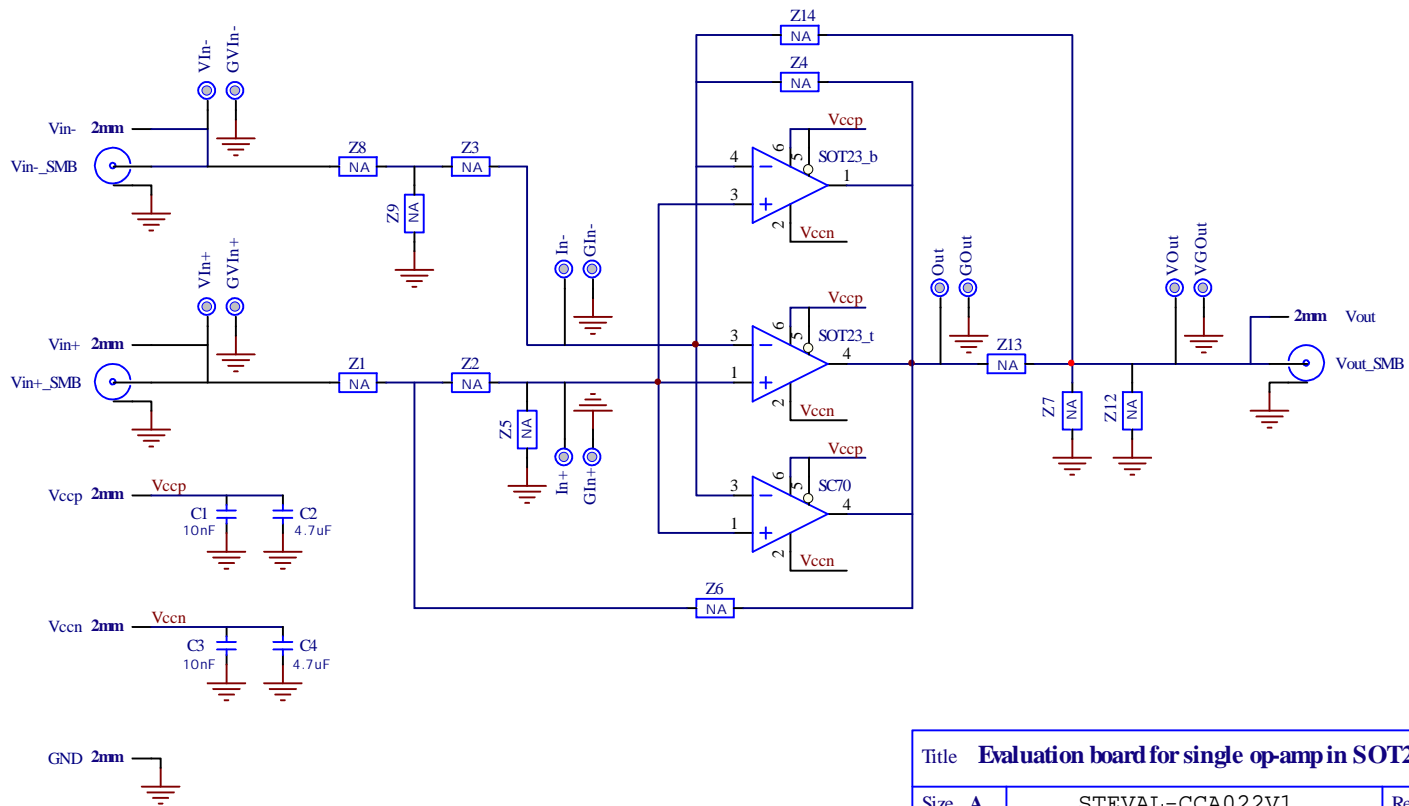 Z14
NA
Z4
NA
VIn-
GVIn-
Vin- 2mm
Vin-_SMB
Z8
NA
Z3
NA
Z9
NA
Vccp
6
5
SOT23_b
4
3
1
2
Vccn
VIn+
GVIn+
In-
GIn-
Out
GOut
VOut
VGOut
Vin+ 2mm
Vin+_SMB
Z1
NA
Z2
NA
Z5
NA
In+
GIn+
Vccp
6
5
SOT23_t
3
1
4
2
Vccn
Z13
NA
2mm Vout
Vout_SMB
Z7
NA
Z12
NA
Vccp
6
5
SC70
3
1
4
2
Vccn
Vccp 2mm
Vccp
C1
10nF
C2
4.7uF
Z6
NA
Vccn 2mm
Vccn
C3
10nF
C4
4.7uF
GND 2mm
Title Evaluation board for single op-amp in SOT2
Size A
STEVAL-CCA022V1
Re